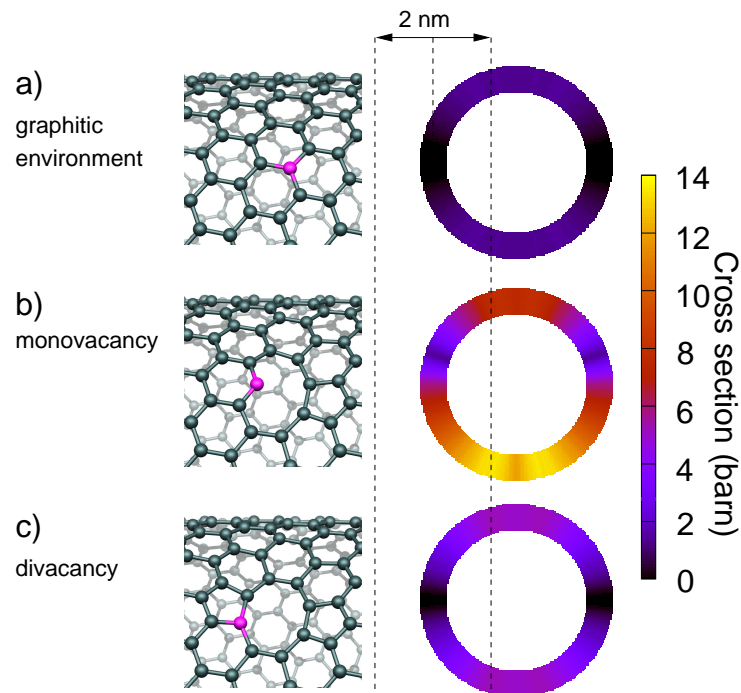 2 nm
a)
graphitic
environment
b)
monovacancy
c)
divacancy
14
12
10
8
6
4
2
0
Cross section (barn)